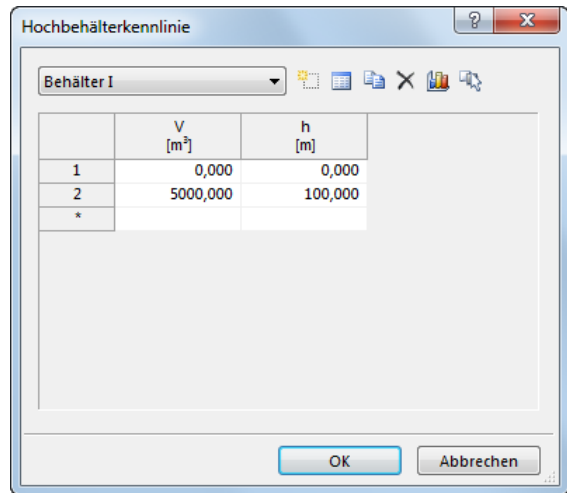 Hochbehälterkennlinie
?
Behälter I
V h
[m³] [m]
1 0,000 0,000
2 5000,000 100,000
*
OK Abbrechen